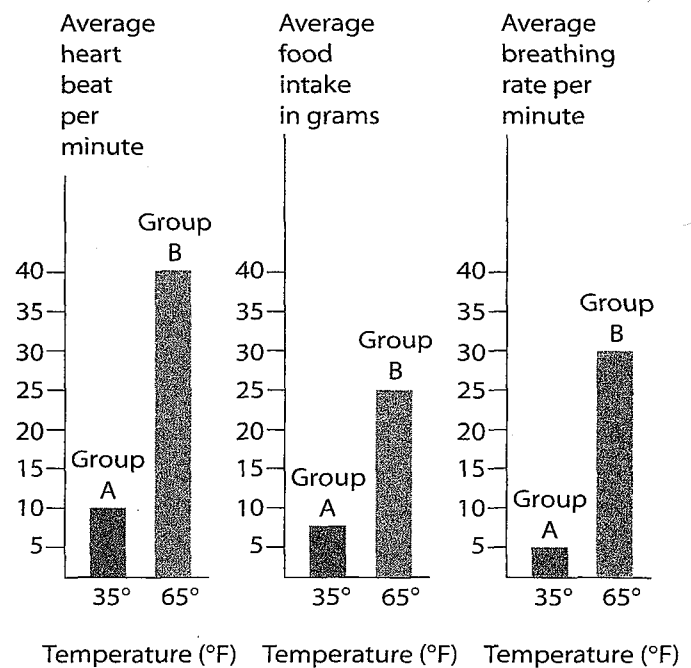 Average
heart
beat
per
minute
Group
B
40
35
30
25
20
15
10
5
Group
A
35° 65°
Temperature (°F)
Average
food
intake
in grams
40
35
30
25
20
15
10
5
Group
B
Group
A
35° 65°
Temperature (°F)
Average
breathing
rate per
minute
40
35
30
25
20
15
10
5
Group
B
Group
A
35° 65°
Temperature (°F)